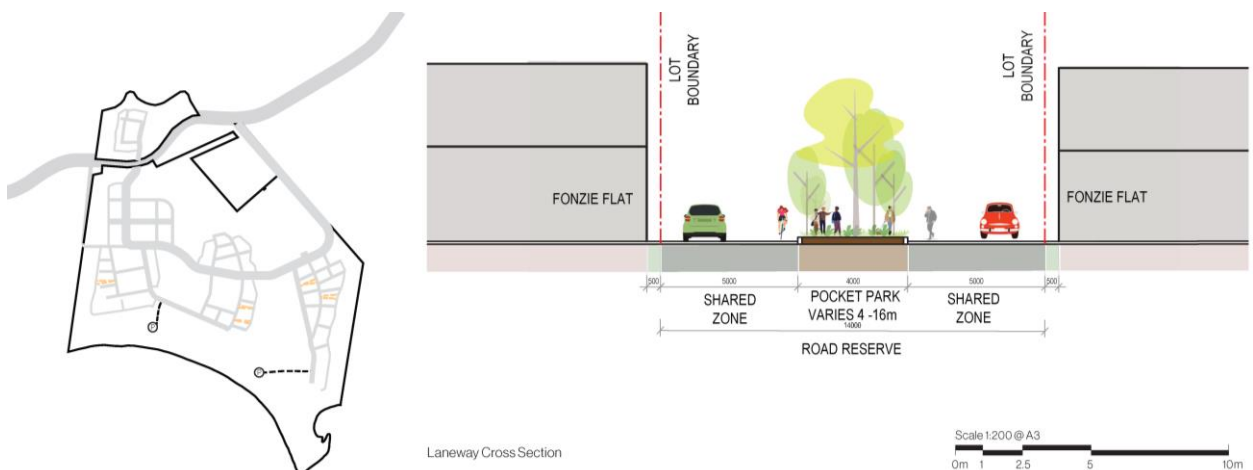 LOT
BOUNDARY
LOT
BOUNDARY
FONZIE FLAT
FONZIE FLAT
500
5000
4000
5000
500
SHARED
ZONE
POCKET PARK
VARIES 4 -16m
SHARED
ZONE
14000
ROAD RESERVE
P
P
Laneway Cross Section
Scale 1:200 @ A3
0m 1 2.5 5 10m